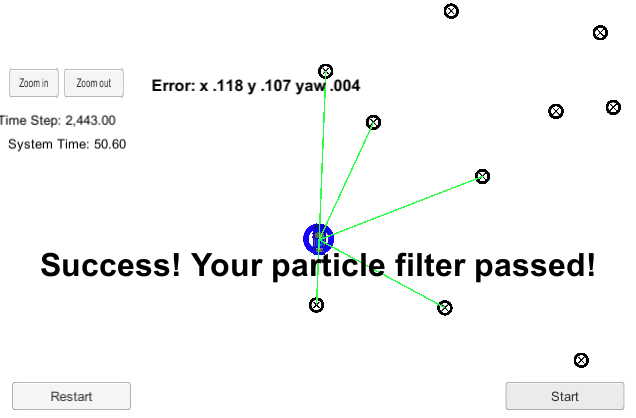 Zoom in Zoom out
Error: x .118 y .107 yaw .004
Time Step: 2,443.00
System Time: 50.60
Success! Your particle filter passed!
Restart Start